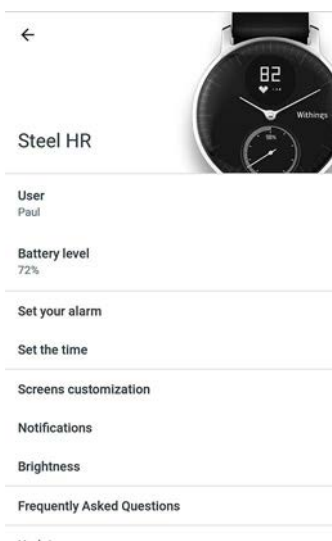 82
Withings
50%
Steel HR
User
Paul
Battery level
72%
Set your alarm
Set the time
Screens customization
Notifications
Brightness
Frequently Asked Questions